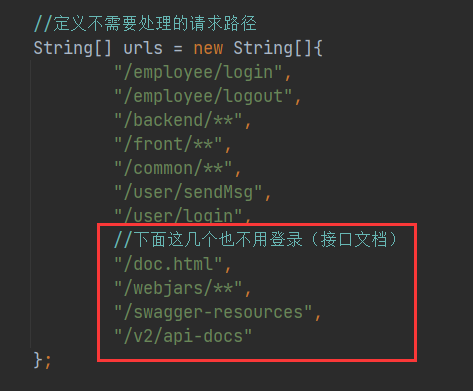 //定义不需要处理的请求路径
String[] urls = new String[]{
"/employee/login",
"/employee/logout",
"/backend/**",
"/front/**",
"/common/**",
"/user/sendMsg",
"/user/login",
//下面这几个也不用登录（接口文档）
"/doc.html",
"/webjars/**",
"/swagger-resources",
"/v2/api-docs"
};